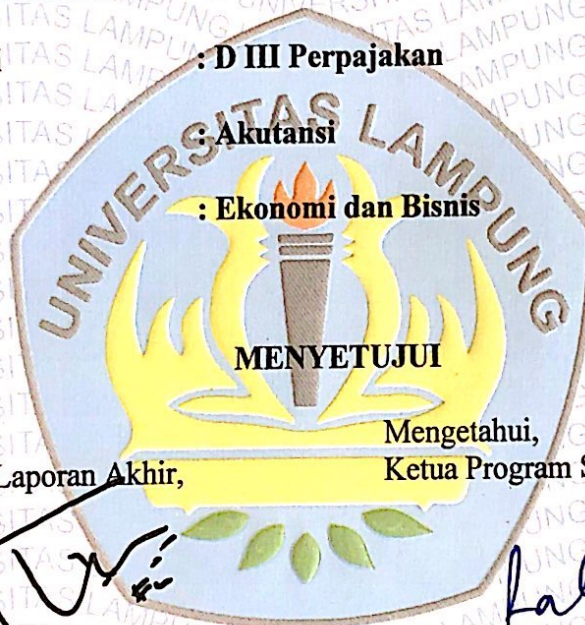 : D III Perpajakan
: Akutansi
: Ekonomi dan Bisnis
UNIVERSITAS LAMPUNG
MENYETUJUI
Mengetahui,
Laporan Akhir,
Ketua Program S